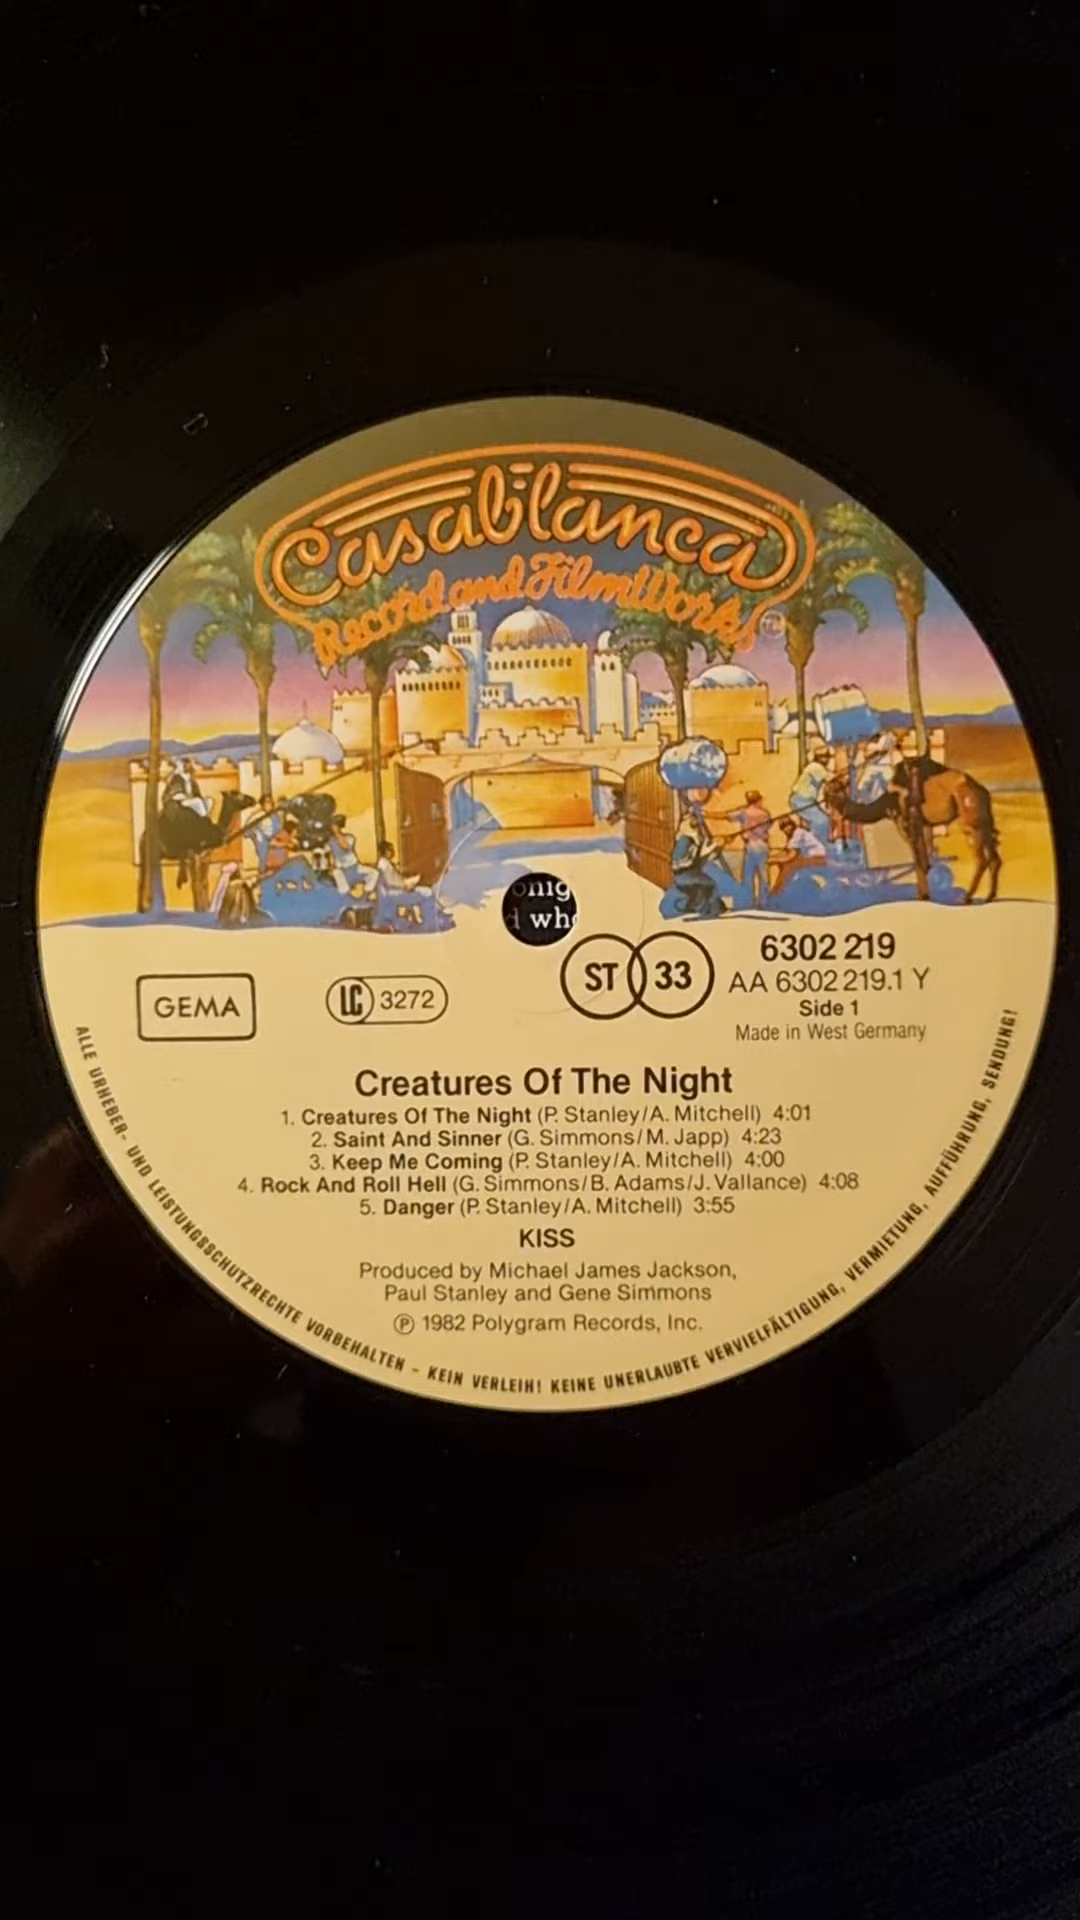 Casablanca
Record and FilmWorks
onig
d who
GEMA
LC 3272
ST 33
6302 219
AA 6302 219.1 Y
Side 1
Made in West Germany
Creatures Of The Night
1. Creatures Of The Night (P. Stanley/A. Mitchell) 4:01
2. Saint And Sinner (G. Simmons/M. Japp) 4:23
3. Keep Me Coming (P. Stanley/A. Mitchell) 4:00
4. Rock And Roll Hell (G. Simmons/B. Adams/J. Vallance) 4:08
5. Danger (P. Stanley/A. Mitchell) 3:55
KISS
Produced by Michael James Jackson,
Paul Stanley and Gene Simmons
℗ 1982 Polygram Records, Inc.
ALLE URHEBER- UND LEISTUNGSSCHUTZRECHTE VORBEHALTEN - KEIN VERLEIH! KEINE UNERLAUBTE VERVIELFÄLTIGUNG, VERMIETUNG, AUFFÜHRUNG, SENDUNG!